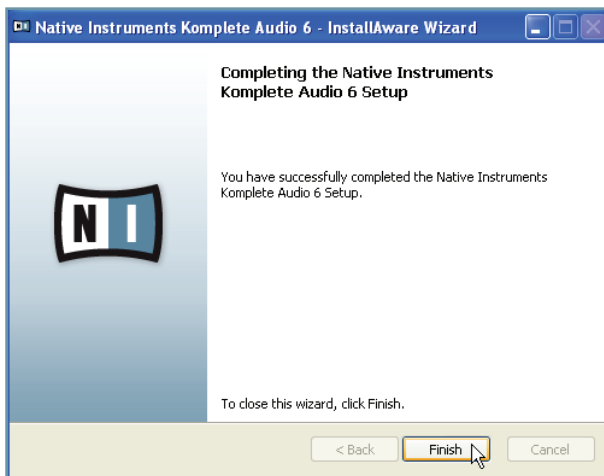 Native Instruments Komplete Audio 6 - InstallAware Wizard
Completing the Native Instruments
Komplete Audio 6 Setup
You have successfully completed the Native Instruments
Komplete Audio 6 Setup.
N I
To close this wizard, click Finish.
< Back Finish Cancel